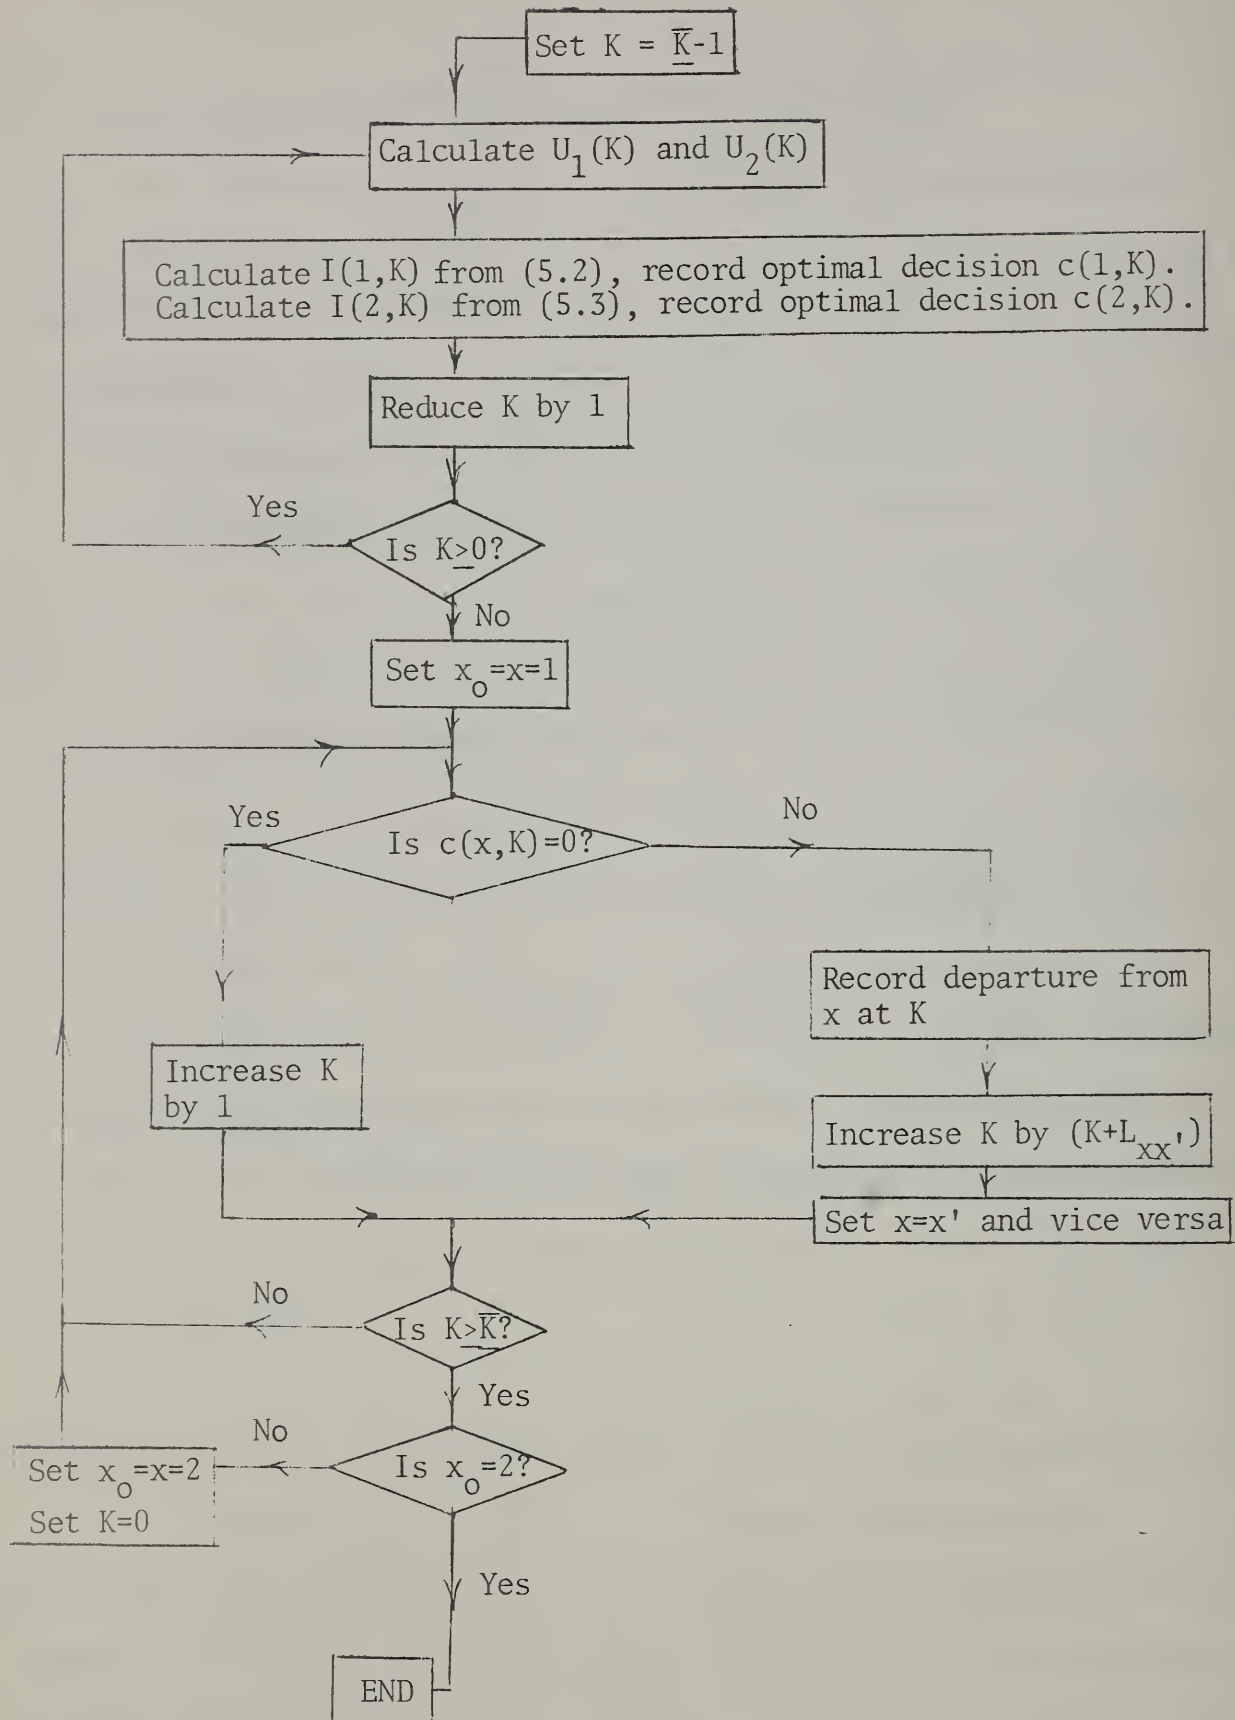 Set K = K̅-1
Calculate U₁(K) and U₂(K)
Calculate I(1,K) from (5.2), record optimal decision c(1,K).
Calculate I(2,K) from (5.3), record optimal decision c(2,K).
Reduce K by 1
Yes
Is K≥0?
No
Set xₒ=x=1
Yes
No
Is c(x,K)=0?
Record departure from
x at K
Increase K
by 1
Increase K by (K+Lₓₓ')
Set x=x' and vice versa
No
Is K≥K̅?
Yes
No
Set xₒ=x=2
Set K=0
Is xₒ=2?
Yes
END